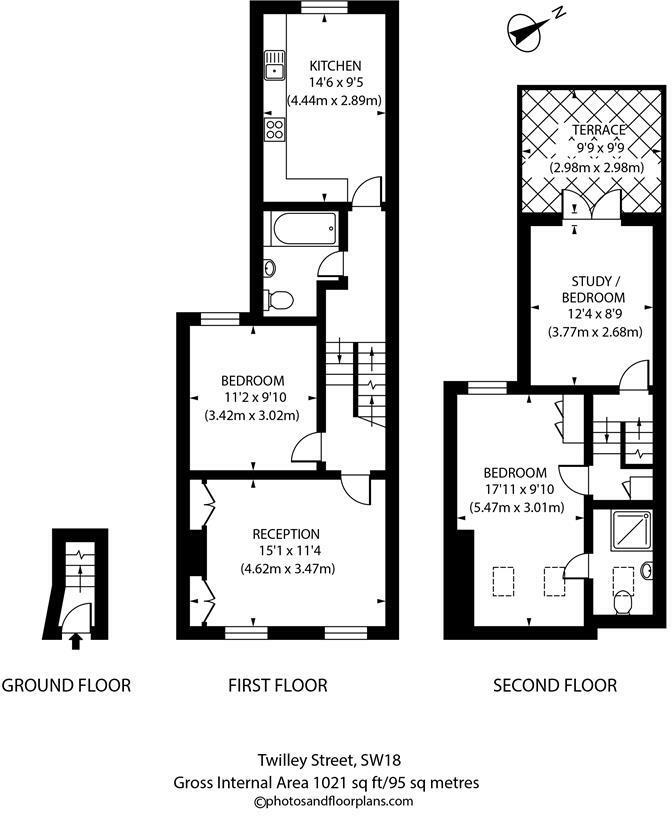 N
KITCHEN
14'6 x 9'5
(4.44m x 2.89m)
TERRACE
9'9 x 9'9
(2.98m x 2.98m)
STUDY /
BEDROOM
12'4 x 8'9
(3.77m x 2.68m)
BEDROOM
11'2 x 9'10
(3.42m x 3.02m)
BEDROOM
17'11 x 9'10
(5.47m x 3.01m)
RECEPTION
15'1 x 11'4
(4.62m x 3.47m)
GROUND FLOOR
FIRST FLOOR
SECOND FLOOR
Twilley Street, SW18
Gross Internal Area 1021 sq ft/95 sq metres
©photosandfloorplans.com